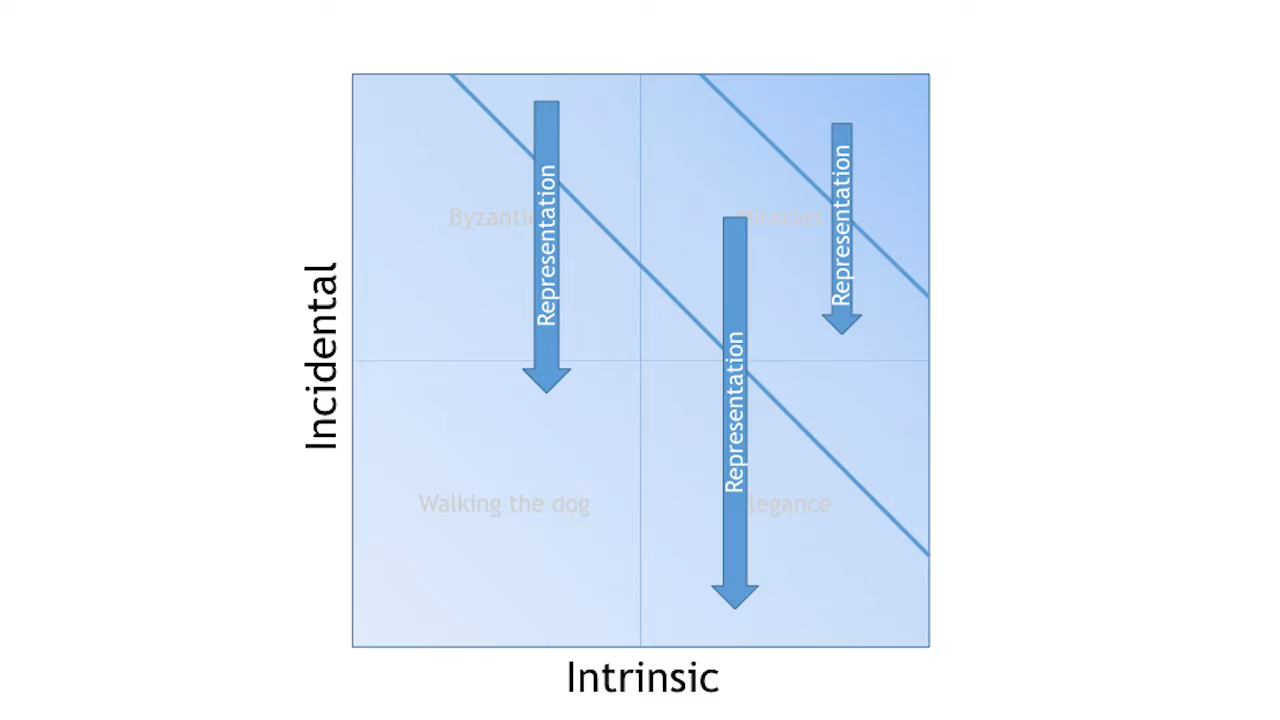 Representation
Representation
Representation
Walking the dog
Incidental
Intrinsic